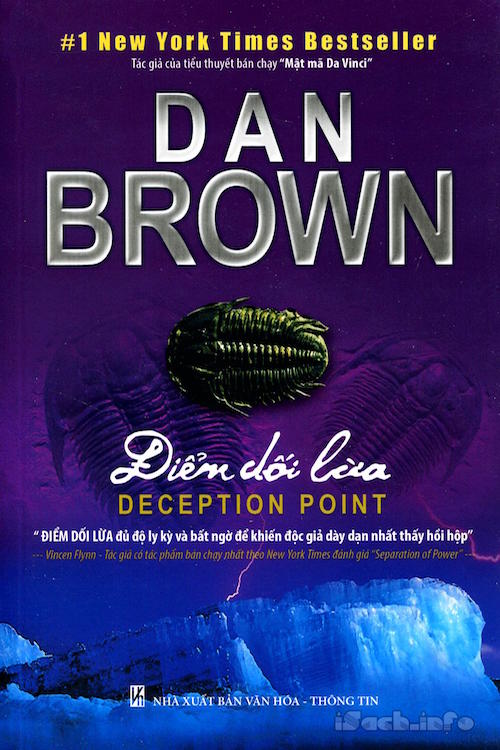 #1 New York Times Bestseller
Tác giả của tiểu thuyết bán chạy “Mật mã Da Vinci”
DAN
BROWN
Điểm dối lừa
DECEPTION POINT
“ ĐIỂM DỐI LỪA đủ độ ly kỳ và bất ngờ để khiến độc giả dày dạn nhất thấy hồi hộp”
--- Vincen Flynn - Tác giả có tác phẩm bán chạy nhất theo New York Times đánh giá “Separation of Power” ---
NHÀ XUẤT BẢN VĂN HÓA - THÔNG TIN
iSach.info